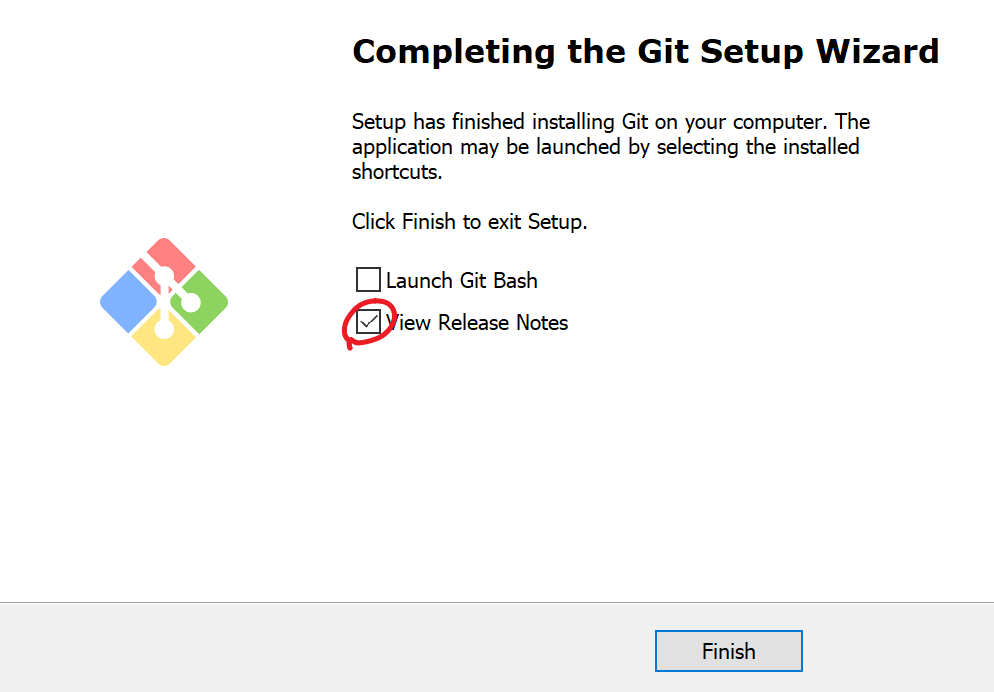 Completing the Git Setup Wizard
Setup has finished installing Git on your computer. The
application may be launched by selecting the installed
shortcuts.
Click Finish to exit Setup.
Launch Git Bash
View Release Notes
Finish